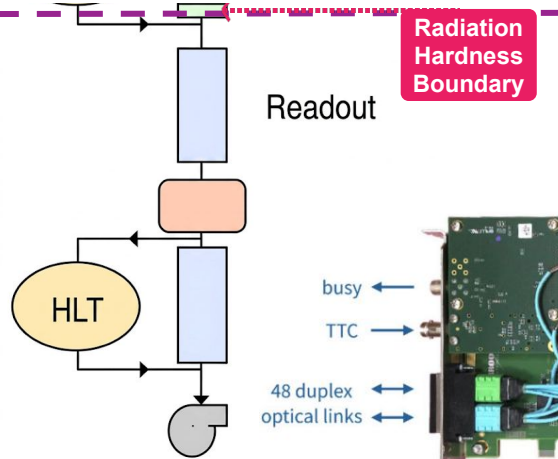 Radiation
Hardness
Boundary
Readout
HLT
busy
TTC
48 duplex
optical links